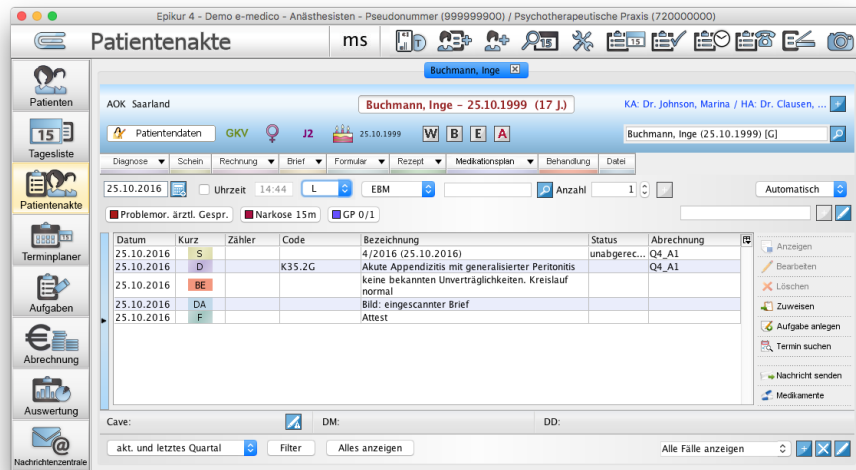 Epikur 4 - Demo e-medico - Anästhesisten - Pseudonummer (999999900) / Psychotherapeutische Praxis (720000000)
Patientenakte
ms
T
15
15
Buchmann, Inge
Patienten
15
Tagesliste
Patientenakte
Terminplaner
Aufgaben
Abrechnung
Auswertung
Nachrichtenzentrale
AOK Saarland
Buchmann, Inge – 25.10.1999 (17 J.)
KA: Dr. Johnson, Marina / HA: Dr. Clausen, ...
Patientendaten GKV J2 25.10.1999 W B E A
Buchmann, Inge (25.10.1999) [G]
Diagnose Schein Rechnung Brief Formular Rezept Medikationsplan Behandlung Datei
25.10.2016 Uhrzeit 14:44 L EBM Anzahl 1 Automatisch
Problemor. ärztl. Gespr. Narkose 15m GP 0/1
Datum Kurz Zähler Code Bezeichnung Status Abrechnung
25.10.2016 S 4/2016 (25.10.2016) unabgerec... Q4_A1
25.10.2016 D K35.2G Akute Appendizitis mit generalisierter Peritonitis Q4_A1
25.10.2016 BE keine bekannten Unverträglichkeiten. Kreislauf
normal
25.10.2016 DA Bild: eingescannter Brief
25.10.2016 F Attest
Anzeigen
Bearbeiten
Löschen
Zuweisen
Aufgabe anlegen
Termin suchen
Nachricht senden
Medikamente
Cave: DM: DD:
akt. und letztes Quartal Filter Alles anzeigen Alle Fälle anzeigen